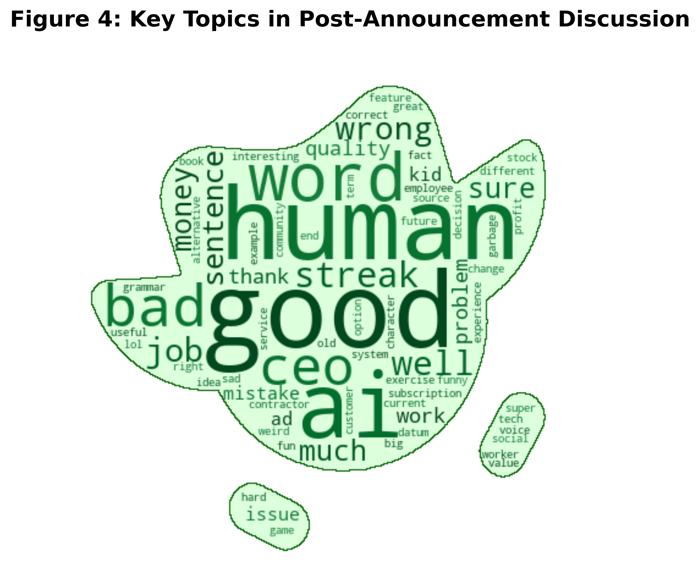 Figure 4: Key Topics in Post-Announcement Discussion
feature
great
correct
wrong
quality
book
interesting
fact
stock
different
word
term
kid
employee
source
sure
money
alternative
sentence
human
example
community
end
future
decision
garbage
profit
thank
streak
problem
change
experience
grammar
bad
useful
lol
job
right
good
service
old
option
character
system
ceo
well
idea
sad
mistake
exercise
funny
subscription
current
contractor
ad
weird
customer
ai
work
datum
fun
much
big
super
tech
voice
social
worker
value
hard
issue
game